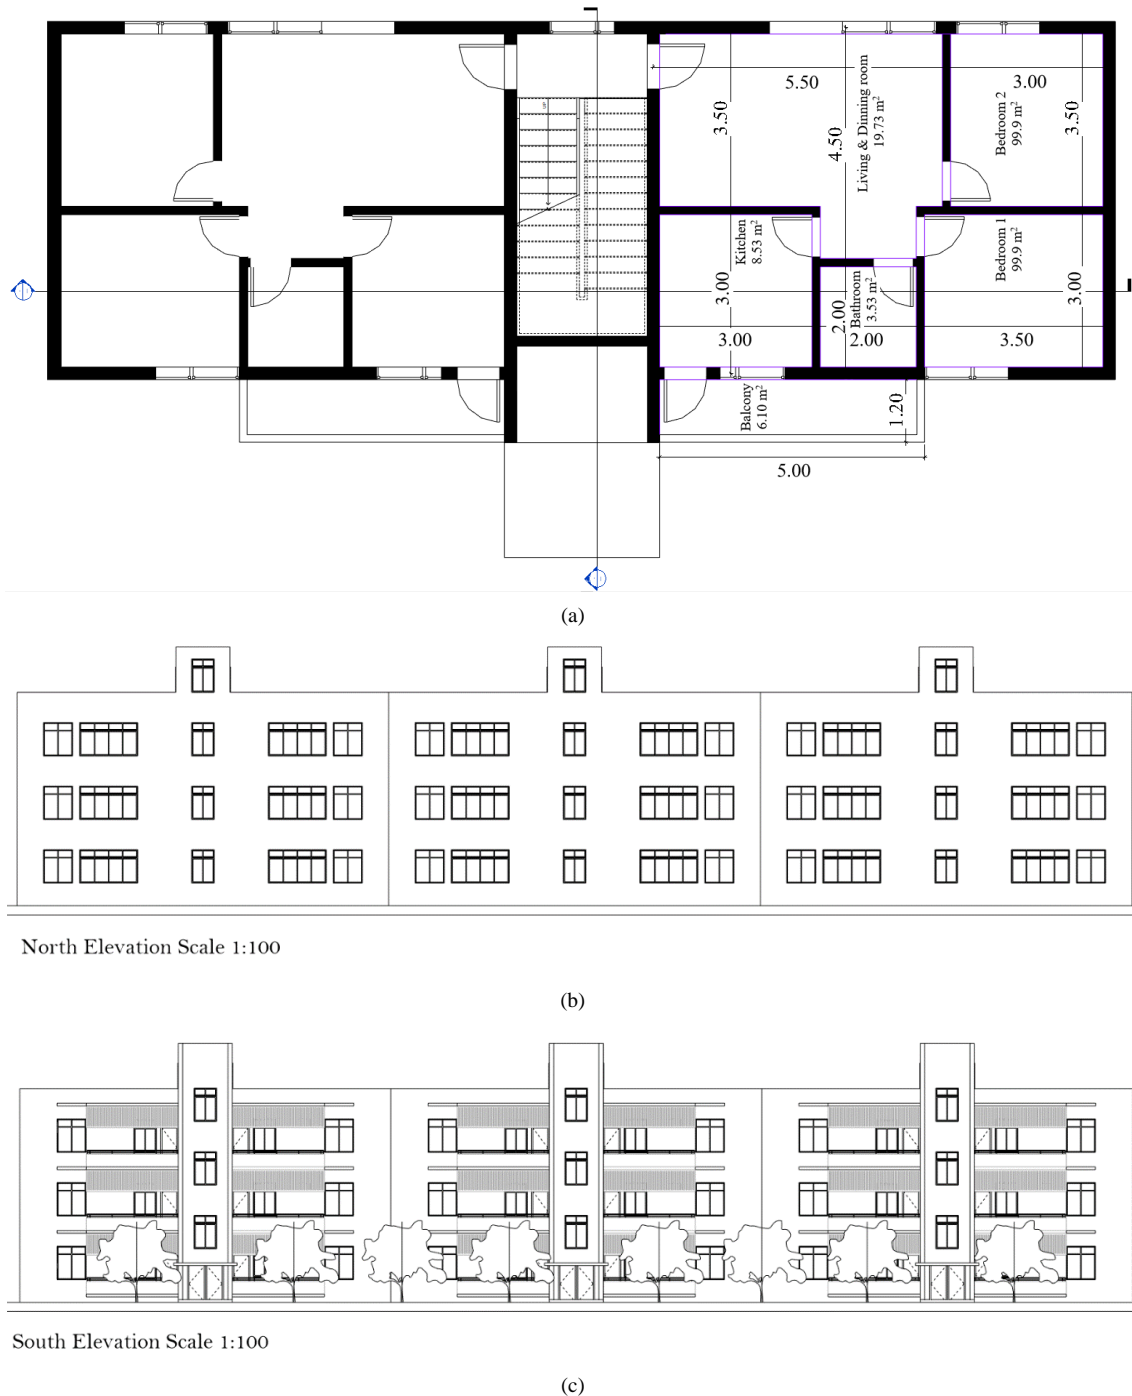 UP
5.50
3.00
3.50
4.50
Living & Dinning room
19.73 m²
Bedroom 2
99.9 m²
3.50
Kitchen
8.53 m²
3.00
3.00
Bathroom
3.53 m²
2.00
2.00
Bedroom 1
99.9 m²
3.00
3.50
Balcony
6.10 m²
1.20
5.00
(a)
North Elevation Scale 1:100
(b)
South Elevation Scale 1:100
(c)